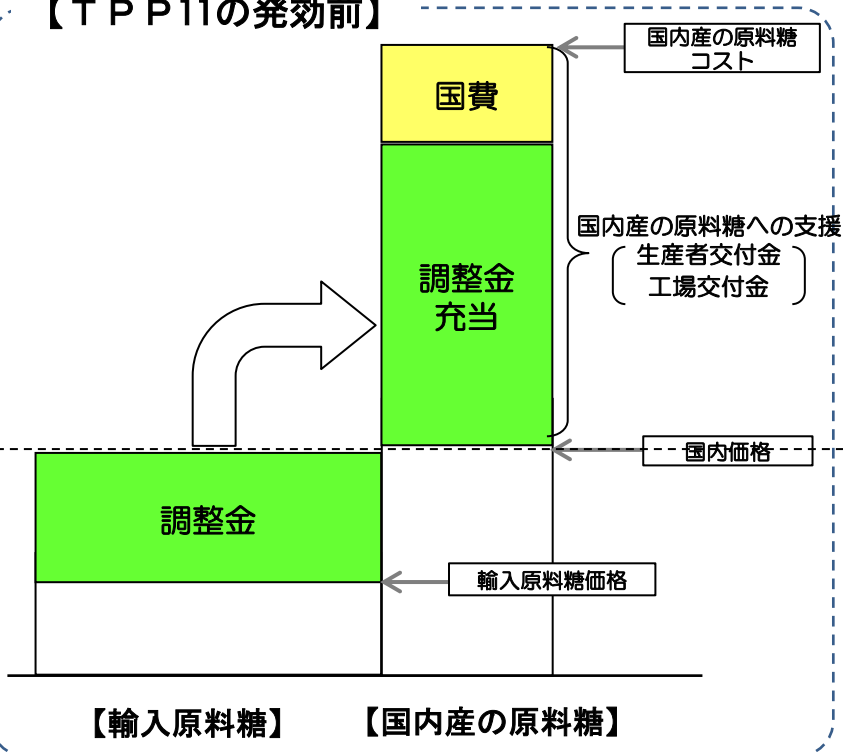 【ＴＰＰ11の発効前】
国内産の原料糖
コスト
国費
国内産の原料糖への支援
生産者交付金
工場交付金
調整金
充当
国内価格
調整金
輸入原料糖価格
【輸入原料糖】
【国内産の原料糖】